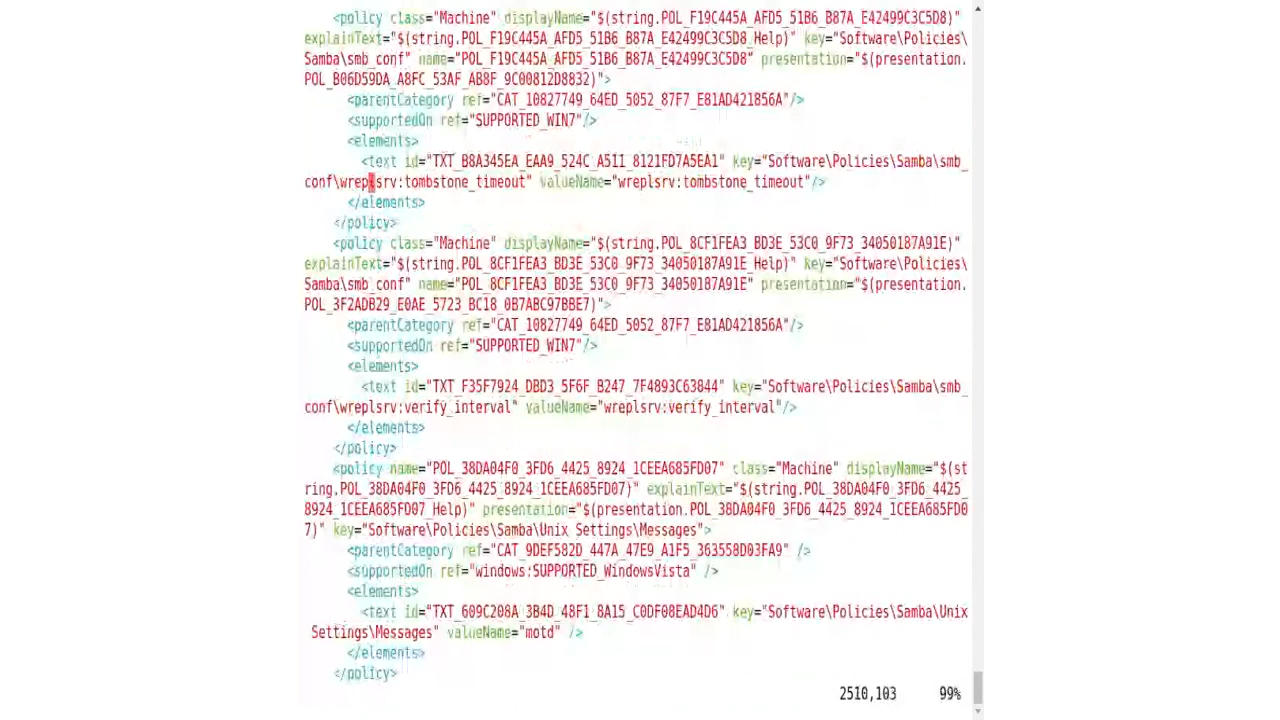 <policy class="Machine" displayName="$(string.POL_F19C445A_AFD5_51B6_B87A_E42499C3C5D8)"
explainText="$(string.POL_F19C445A_AFD5_51B6_B87A_E42499C3C5D8_Help)" key="Software\Policies\
Samba\smb_conf" name="POL_F19C445A_AFD5_51B6_B87A_E42499C3C5D8" presentation="$(presentation.
POL_B06D59DA_A8FC_53AF_AB8F_9C00812D8832)">
<parentCategory ref="CAT_10827749_64ED_5052_87F7_E81AD421856A"/>
<supportedOn ref="SUPPORTED_WIN7"/>
<elements>
<text id="TXT_B8A345EA_EAA9_524C_A511_8121FD7A5EA1" key="Software\Policies\Samba\smb_
conf\wreplsrv:tombstone_timeout" valueName="wreplsrv:tombstone_timeout"/>
</elements>
</policy>
<policy class="Machine" displayName="$(string.POL_8CF1FEA3_BD3E_53C0_9F73_34050187A91E)"
explainText="$(string.POL_8CF1FEA3_BD3E_53C0_9F73_34050187A91E_Help)" key="Software\Policies\
Samba\smb_conf" name="POL_8CF1FEA3_BD3E_53C0_9F73_34050187A91E" presentation="$(presentation.
POL_3F2ADB29_E0AE_5723_BC18_0B7ABC97BBE7)">
<parentCategory ref="CAT_10827749_64ED_5052_87F7_E81AD421856A"/>
<supportedOn ref="SUPPORTED_WIN7"/>
<elements>
<text id="TXT_F35F7924_DBD3_5F6F_B247_7F4893C63844" key="Software\Policies\Samba\smb_
conf\wreplsrv:verify_interval" valueName="wreplsrv:verify_interval"/>
</elements>
</policy>
<policy name="POL_38DA04F0_3FD6_4425_8924_1CEEA685FD07" class="Machine" displayName="$(st
ring.POL_38DA04F0_3FD6_4425_8924_1CEEA685FD07)" explainText="$(string.POL_38DA04F0_3FD6_4425_
8924_1CEEA685FD07_Help)" presentation="$(presentation.POL_38DA04F0_3FD6_4425_8924_1CEEA685FD0
7)" key="Software\Policies\Samba\Unix Settings\Messages">
<parentCategory ref="CAT_9DEF582D_447A_47E9_A1F5_363558D03FA9" />
<supportedOn ref="windows:SUPPORTED_WindowsVista" />
<elements>
<text id="TXT_609C208A_3B4D_48F1_8A15_C0DF08EAD4D6" key="Software\Policies\Samba\Unix
Settings\Messages" valueName="motd" />
</elements>
</policy>
2510,103 99%